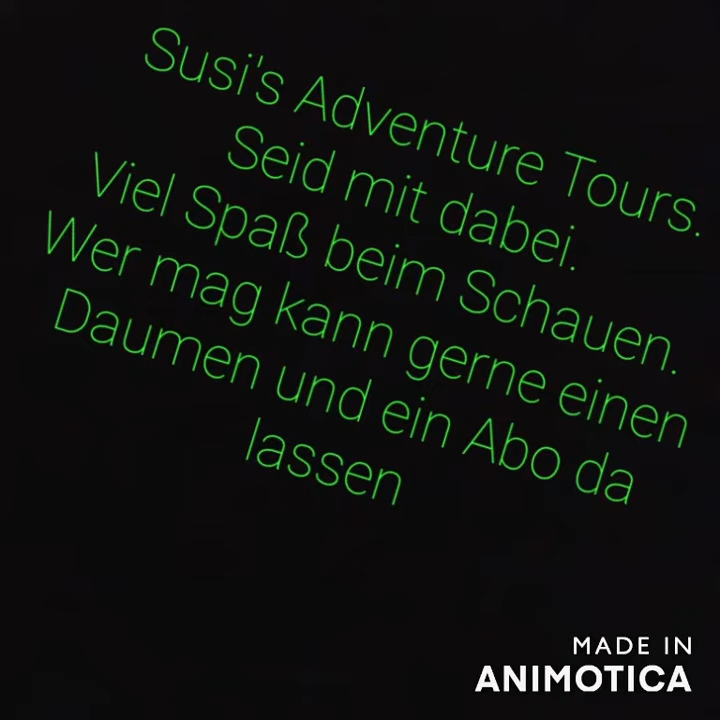 Susi's Adventure Tours.
Seid mit dabei.
Viel Spaß beim Schauen.
Wer mag kann gerne einen
Daumen und ein Abo da
lassen
MADE IN
ANIMOTICA